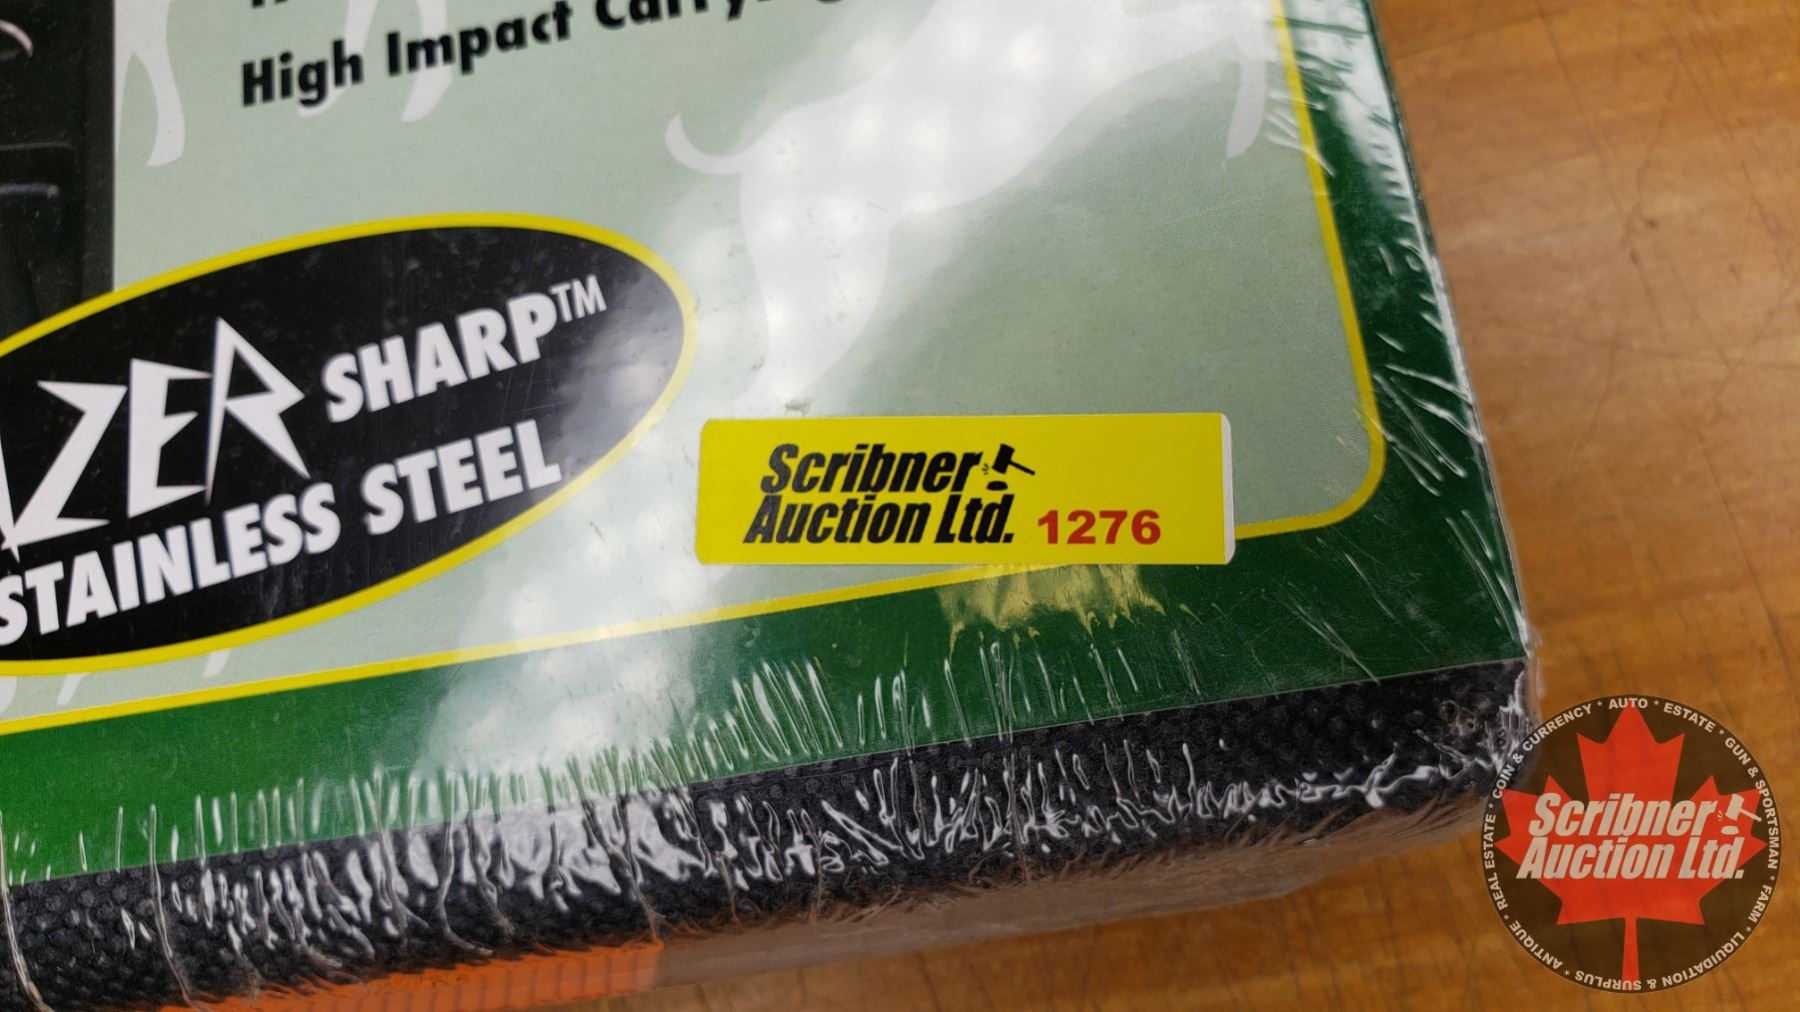 High Impact
ZER SHARP™
STAINLESS STEEL
Scribner
Auction Ltd. 1276
Scribner
Auction Ltd.
ANTIQUE * REAL ESTATE * COIN & CURRENCY * AUTO * ESTATE * GUN & SPORTSMAN * FARM * LIQUIDATION & SURPLUS *